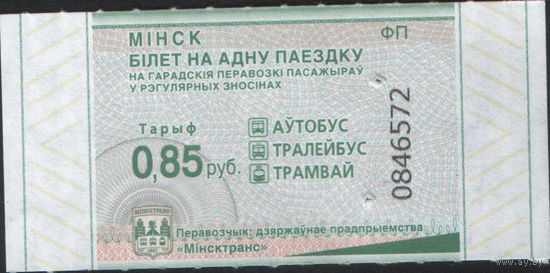 МІНСК
ФП
БІЛЕТ НА АДНУ ПАЕЗДКУ
НА ГАРАДСКІЯ ПЕРАВОЗКІ ПАСАЖЫРАЎ
У РЭГУЛЯРНЫХ ЗНОСІНАХ
Тарыф
0,85 руб.
АЎТОБУС
ТРАЛЕЙБУС
ТРАМВАЙ
0846572
МІНСКТРАНС
Перавозчык: дзяржаўнае прадпрыемства
«Мінсктранс»